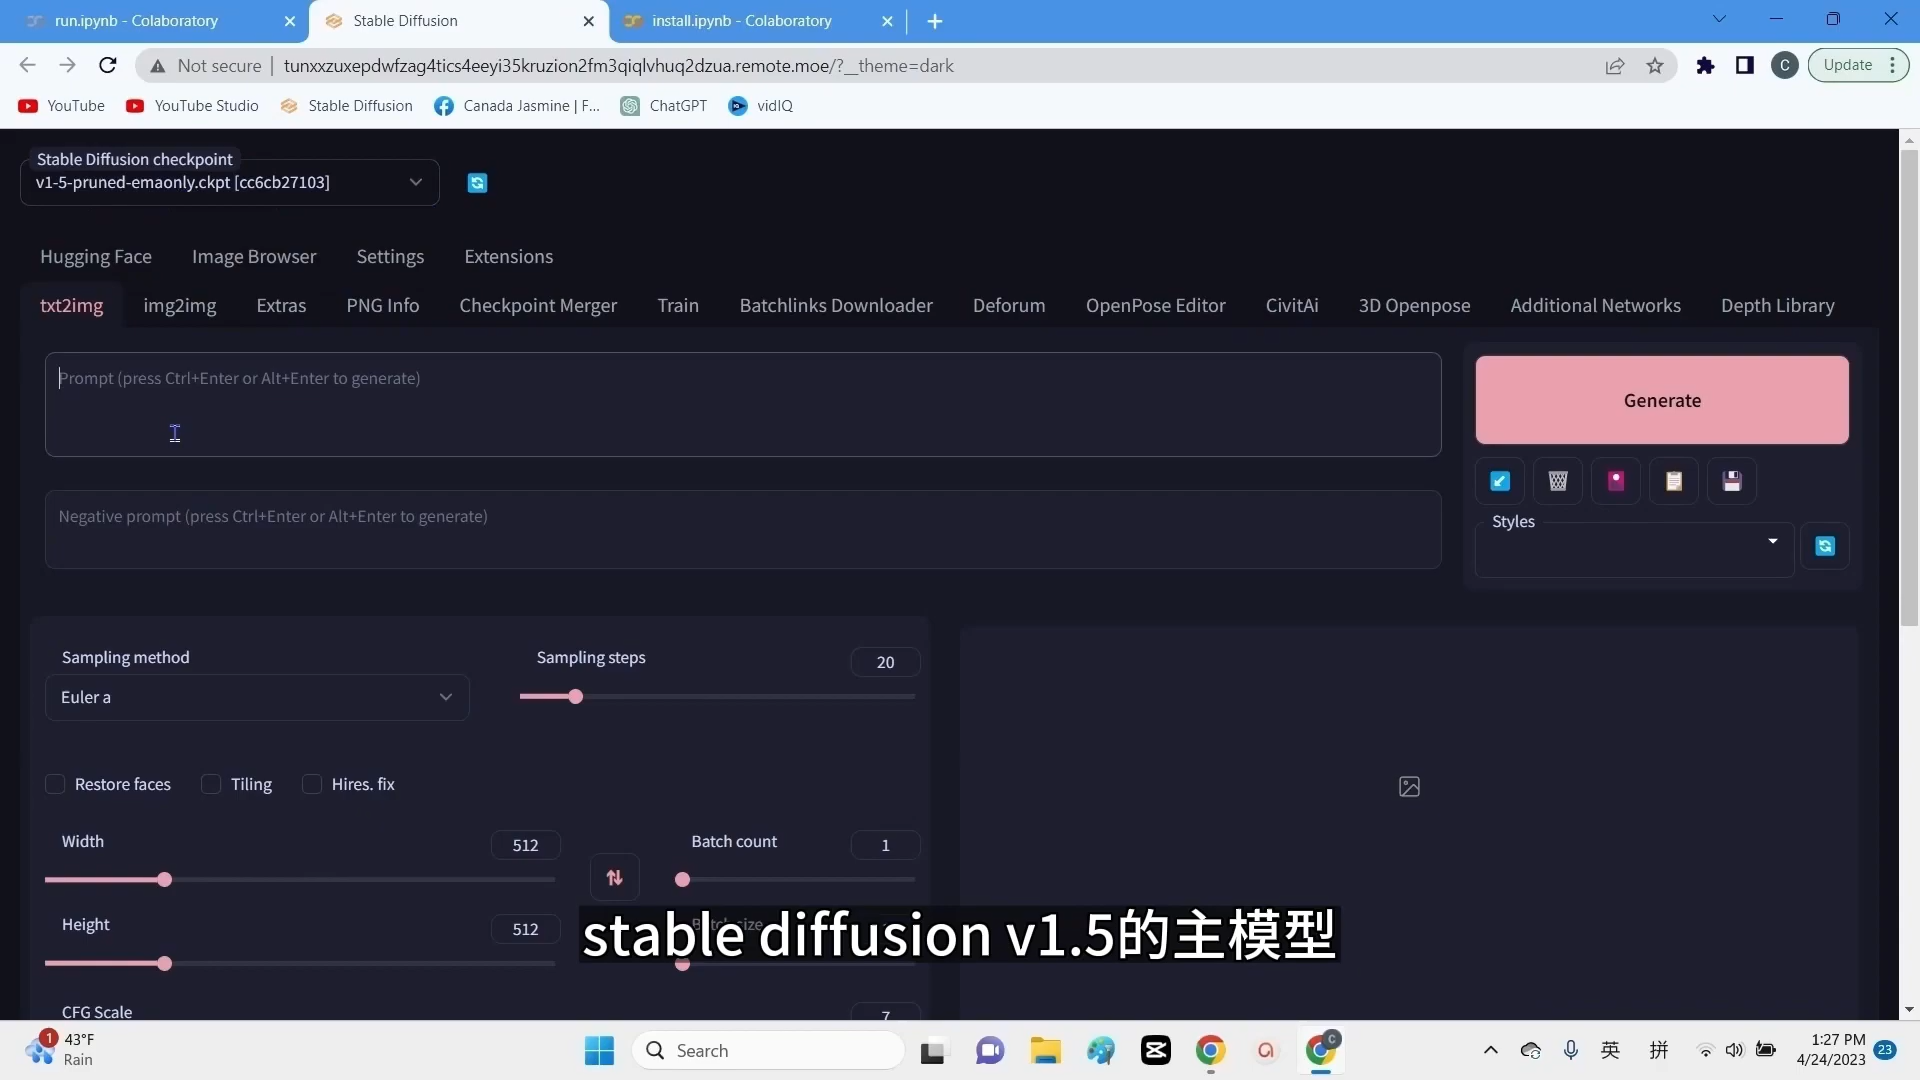 run.ipynb - Colaboratory
Stable Diffusion
install.ipynb - Colaboratory
Not secure
tunxxzuxepdwfzag4tics4eeyi35kruzion2fm3qiqlvhuq2dzua.remote.moe/?__theme=dark
C
Update
YouTube
YouTube Studio
Stable Diffusion
Canada Jasmine | F...
ChatGPT
vidIQ
Stable Diffusion checkpoint
v1-5-pruned-emaonly.ckpt [cc6cb27103]
Hugging Face
Image Browser
Settings
Extensions
txt2img
img2img
Extras
PNG Info
Checkpoint Merger
Train
Batchlinks Downloader
Deforum
OpenPose Editor
CivitAi
3D Openpose
Additional Networks
Depth Library
Prompt (press Ctrl+Enter or Alt+Enter to generate)
Generate
Negative prompt (press Ctrl+Enter or Alt+Enter to generate)
Styles
Sampling method
Euler a
Sampling steps
20
Restore faces
Tiling
Hires. fix
Width
512
Batch count
1
Height
512
Batch size
stable diffusion v1.5的主模型
CFG Scale
7
1
43°F
Rain
Search
C
英
拼
1:27 PM
4/24/2023
23